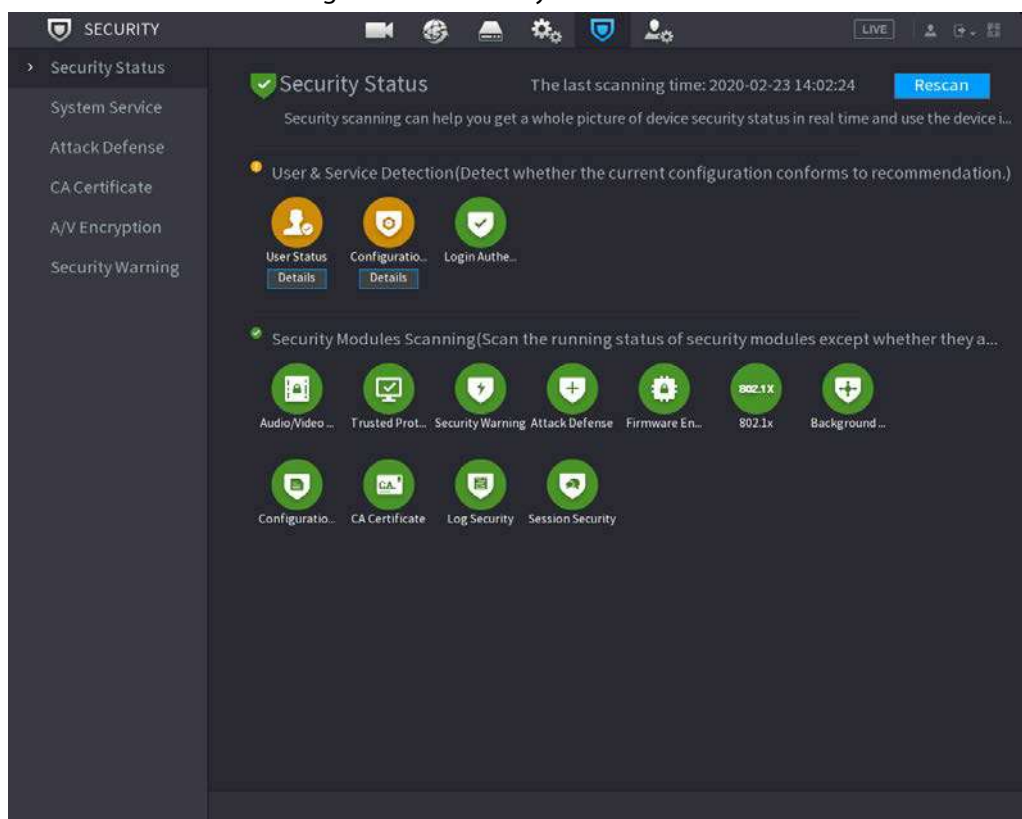 SECURITY
LIVE
Security Status
System Service
Attack Defense
CA Certificate
A/V Encryption
Security Warning
Security Status The last scanning time: 2020-02-23 14:02:24 Rescan
Security scanning can help you get a whole picture of device security status in real time and use the device i...
User & Service Detection(Detect whether the current configuration conforms to recommendation.)
User Status Configuratio... Login Authe...
Details Details
Security Modules Scanning(Scan the running status of security modules except whether they a...
802.1X
Audio/Video ... Trusted Prot... Security Warning Attack Defense Firmware En... 802.1x Background ...
CA
Configuratio... CA Certificate Log Security Session Security